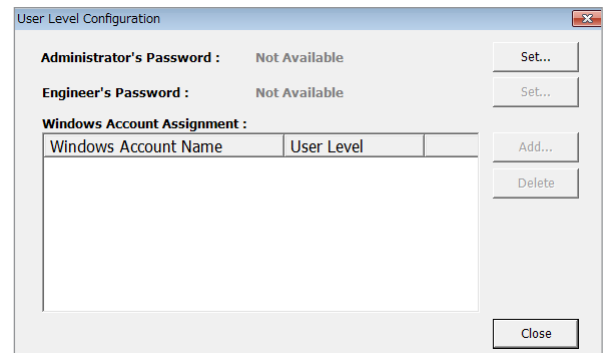 User Level Configuration
Administrator's Password : Not Available Set...
Engineer's Password : Not Available Set...
Windows Account Assignment :
Windows Account Name User Level Add...
Delete
Close